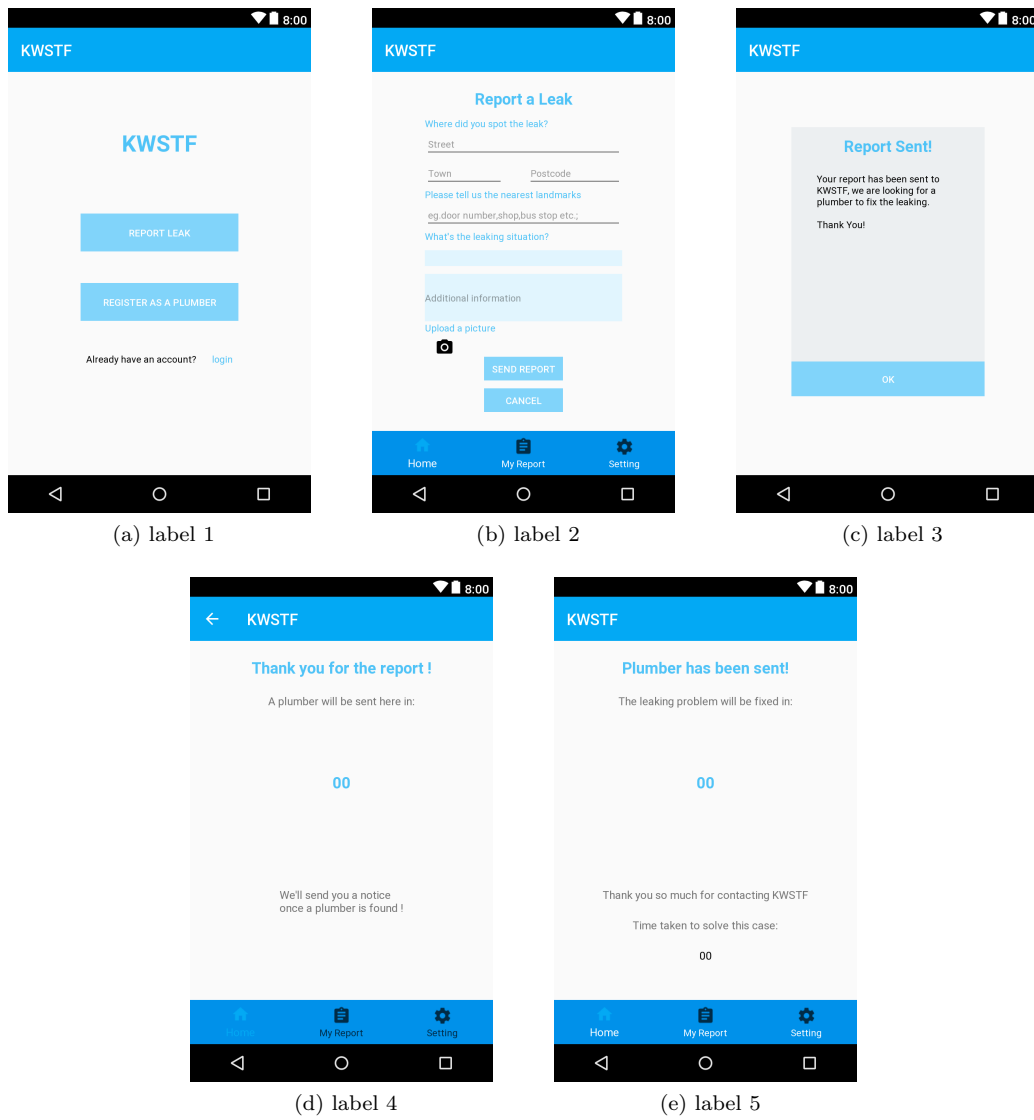 8:00
KWSTF
KWSTF
REPORT LEAK
REGISTER AS A PLUMBER
Already have an account? login
(a) label 1
8:00
KWSTF
Report a Leak
Where did you spot the leak?
Street
Town Postcode
Please tell us the nearest landmarks
eg.door number,shop,bus stop etc.;
What's the leaking situation?
Additional information
Upload a picture
SEND REPORT
CANCEL
Home My Report Setting
(b) label 2
8:00
KWSTF
Report Sent!
Your report has been sent to
KWSTF, we are looking for a
plumber to fix the leaking.
Thank You!
OK
(c) label 3
8:00
KWSTF
Thank you for the report !
A plumber will be sent here in:
00
We'll send you a notice
once a plumber is found !
Home My Report Setting
(d) label 4
8:00
KWSTF
Plumber has been sent!
The leaking problem will be fixed in:
00
Thank you so much for contacting KWSTF
Time taken to solve this case:
00
Home My Report Setting
(e) label 5